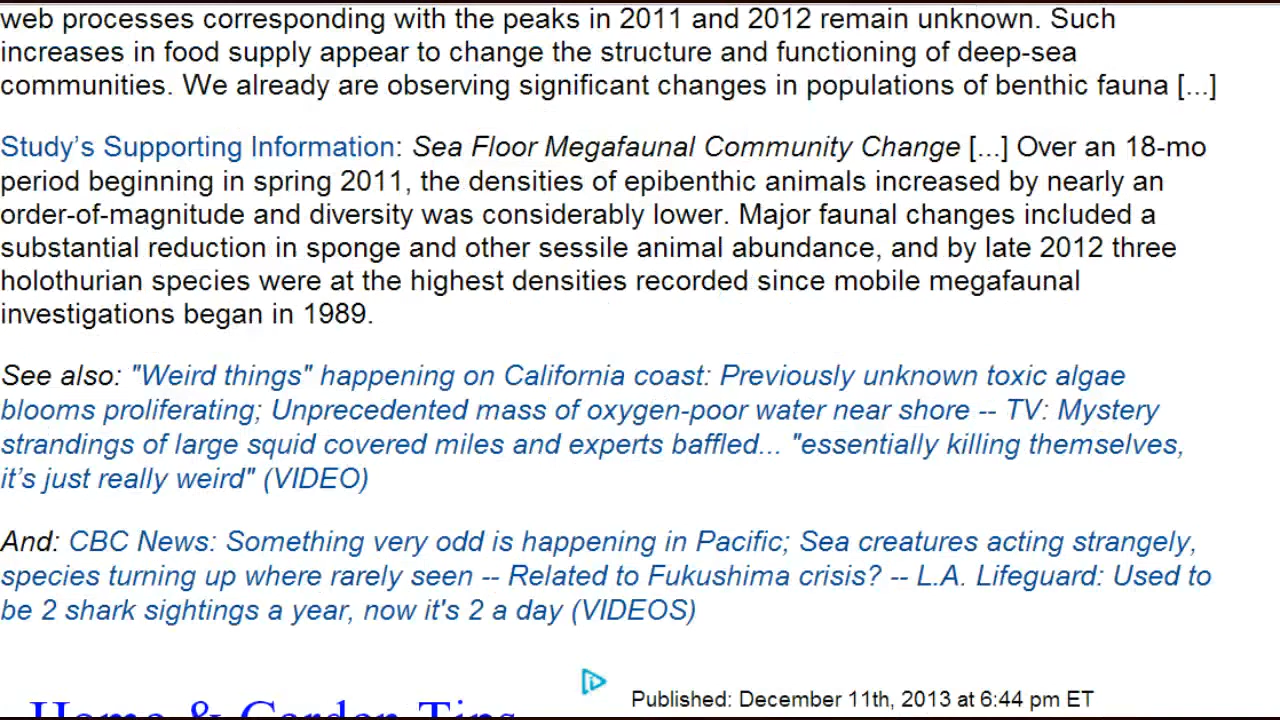 web processes corresponding with the peaks in 2011 and 2012 remain unknown. Such
increases in food supply appear to change the structure and functioning of deep-sea
communities. We already are observing significant changes in populations of benthic fauna [...]
Study’s Supporting Information: Sea Floor Megafaunal Community Change [...] Over an 18-mo
period beginning in spring 2011, the densities of epibenthic animals increased by nearly an
order-of-magnitude and diversity was considerably lower. Major faunal changes included a
substantial reduction in sponge and other sessile animal abundance, and by late 2012 three
holothurian species were at the highest densities recorded since mobile megafaunal
investigations began in 1989.
See also: "Weird things" happening on California coast: Previously unknown toxic algae
blooms proliferating; Unprecedented mass of oxygen-poor water near shore -- TV: Mystery
strandings of large squid covered miles and experts baffled... "essentially killing themselves,
it’s just really weird" (VIDEO)
And: CBC News: Something very odd is happening in Pacific; Sea creatures acting strangely,
species turning up where rarely seen -- Related to Fukushima crisis? -- L.A. Lifeguard: Used to
be 2 shark sightings a year, now it's 2 a day (VIDEOS)
Home & Garden Tips
Published: December 11th, 2013 at 6:44 pm ET